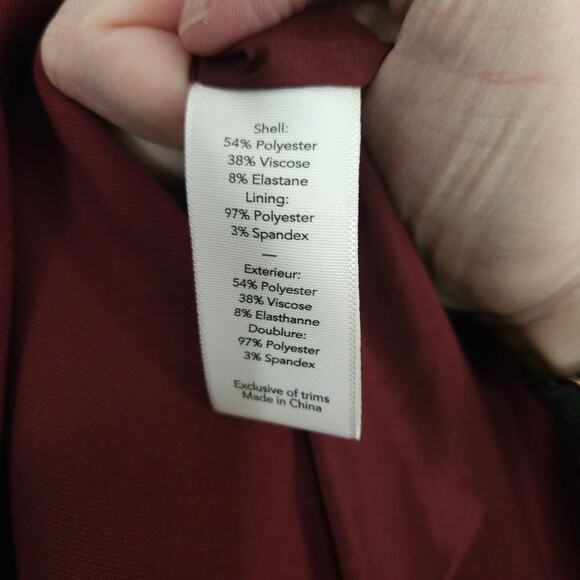 Shell:
54% Polyester
38% Viscose
8% Elastane
Lining:
97% Polyester
3% Spandex
—
Exterieur:
54% Polyester
38% Viscose
8% Elasthanne
Doublure:
97% Polyester
3% Spandex
Exclusive of trims
Made in China